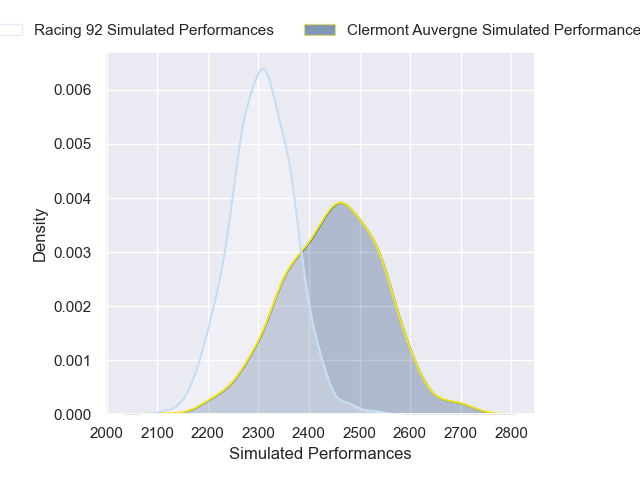 Racing 92 Simulated Performances
Clermont Auvergne Simulated Performance
0.006
0.005
0.004
0.003
0.002
0.001
0.000
Density
2000 2100 2200 2300 2400 2500 2600 2700 2800
Simulated Performances